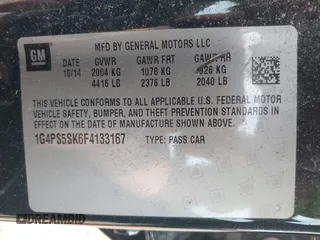 GM
MFD BY GENERAL MOTORS LLC
DATE GVWR GAWR FRT GAWR RR
10/14 2004 KG 1078 KG 926 KG
4416 LB 2376 LB 2040 LB
THIS VEHICLE CONFORMS TO ALL APPLICABLE U.S. FEDERAL MOTOR
VEHICLE SAFETY, BUMPER, AND THEFT PREVENTION STANDARDS
IN EFFECT ON THE DATE OF MANUFACTURE SHOWN ABOVE.
1G4PS5SK6F4133167 TYPE: PASS CAR
AUTOBIDMASTER